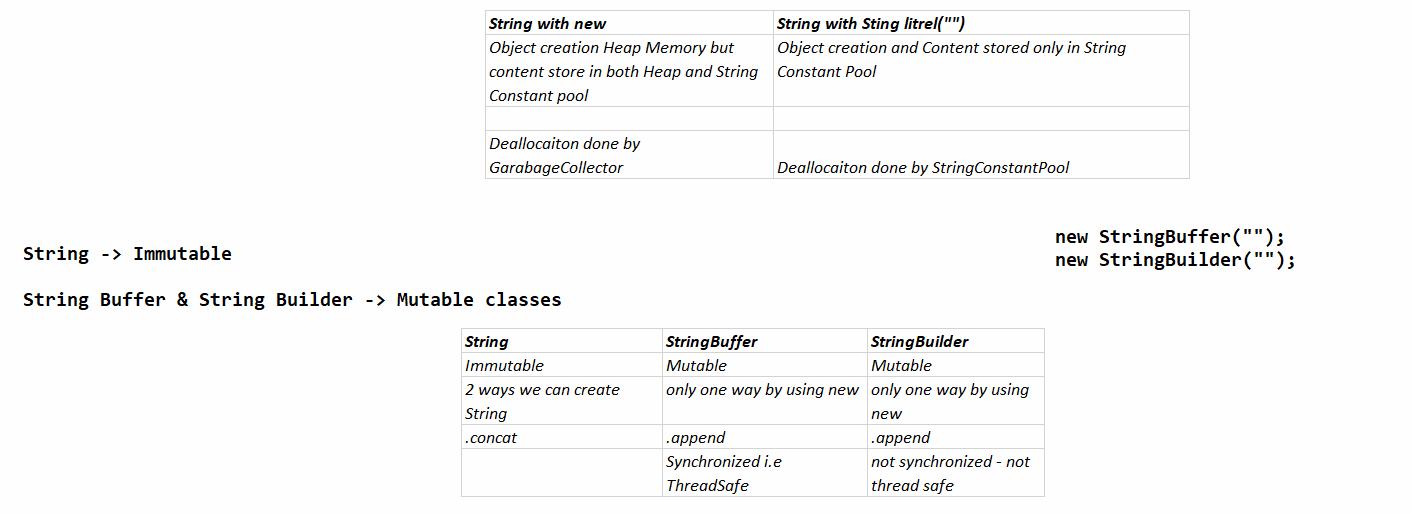 String with new
String with Sting litrel("")
Object creation Heap Memory but
content store in both Heap and String
Constant pool
Object creation and Content stored only in String
Constant Pool
Deallocaiton done by
GarabageCollector
Deallocaiton done by StringConstantPool
new StringBuffer("");
new StringBuilder("");
String -> Immutable
String Buffer & String Builder -> Mutable classes
String
StringBuffer
StringBuilder
Immutable
Mutable
Mutable
2 ways we can create
String
only one way by using new
only one way by using
new
.concat
.append
.append
Synchronized i.e
ThreadSafe
not synchronized - not
thread safe